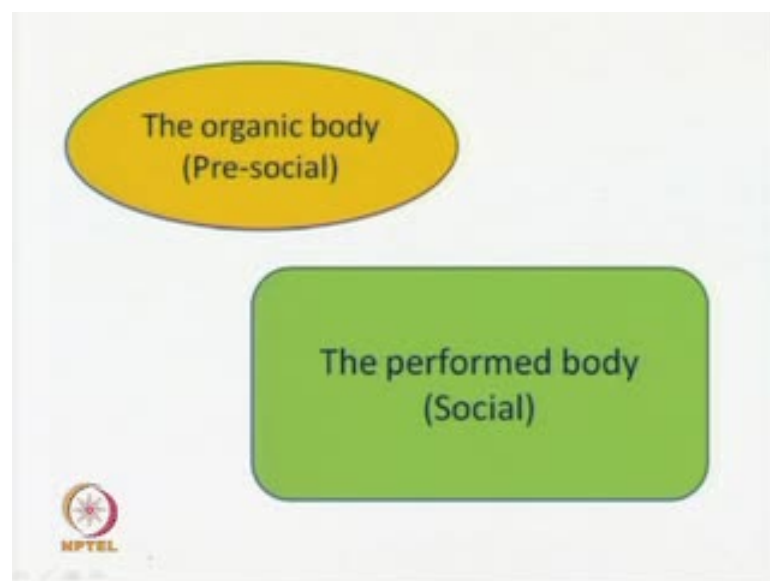 The organic body
(Pre-social)
The performed body
(Social)
NPTEL